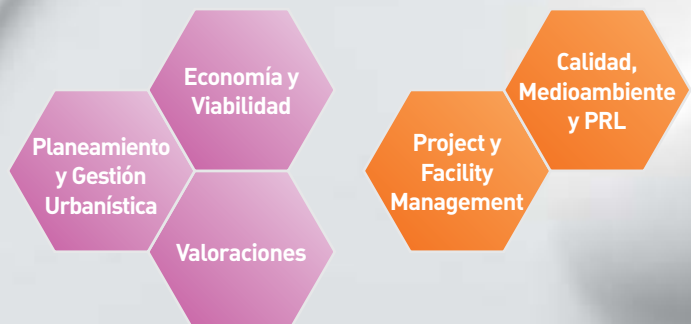 Economía y
Viabilidad
Planeamiento
y Gestión
Urbanística
Valoraciones
Calidad,
Medioambiente
y PRL
Project y
Facility
Management